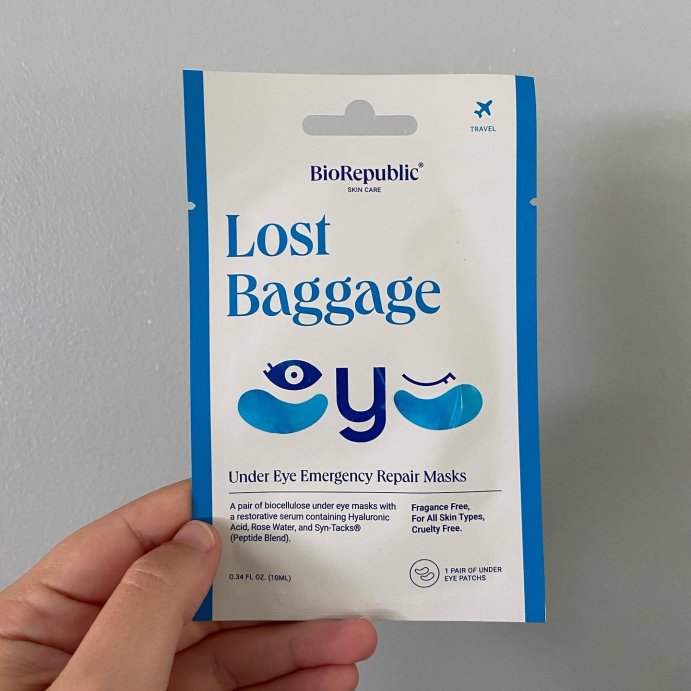 TRAVEL
BioRepublic®
SKIN CARE
Lost
Baggage
eye
Under Eye Emergency Repair Masks
A pair of biocellulose under eye masks with
a restorative serum containing Hyaluronic
Acid, Rose Water, and Syn-Tacks®
(Peptide Blend).
Fragance Free,
For All Skin Types,
Cruelty Free.
0.34 FL OZ. (10ML)
1 PAIR OF UNDER
EYE PATCHS